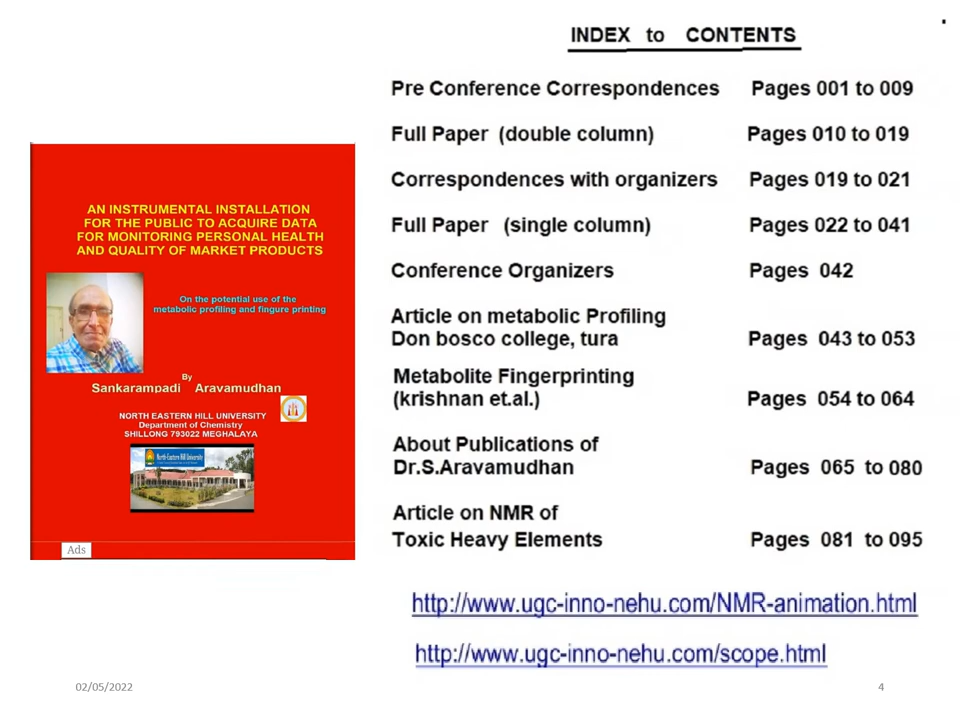 INDEX to CONTENTS
Pre Conference Correspondences Pages 001 to 009
Full Paper (double column) Pages 010 to 019
Correspondences with organizers Pages 019 to 021
Full Paper (single column) Pages 022 to 041
Conference Organizers Pages 042
Article on metabolic Profiling
Don bosco college, tura Pages 043 to 053
Metabolite Fingerprinting
(krishnan et.al.) Pages 054 to 064
About Publications of
Dr.S.Aravamudhan Pages 065 to 080
Article on NMR of
Toxic Heavy Elements Pages 081 to 095
http://www.ugc-inno-nehu.com/NMR-animation.html
http://www.ugc-inno-nehu.com/scope.html
AN INSTRUMENTAL INSTALLATION
FOR THE PUBLIC TO ACQUIRE DATA
FOR MONITORING PERSONAL HEALTH
AND QUALITY OF MARKET PRODUCTS
On the potential use of the
metabolic profiling and fingure printing
By
Sankarampadi Aravamudhan
NORTH EASTERN HILL UNIVERSITY
Department of Chemistry
SHILLONG 793022 MEGHALAYA
North-Eastern Hill University
Ads
02/05/2022
4